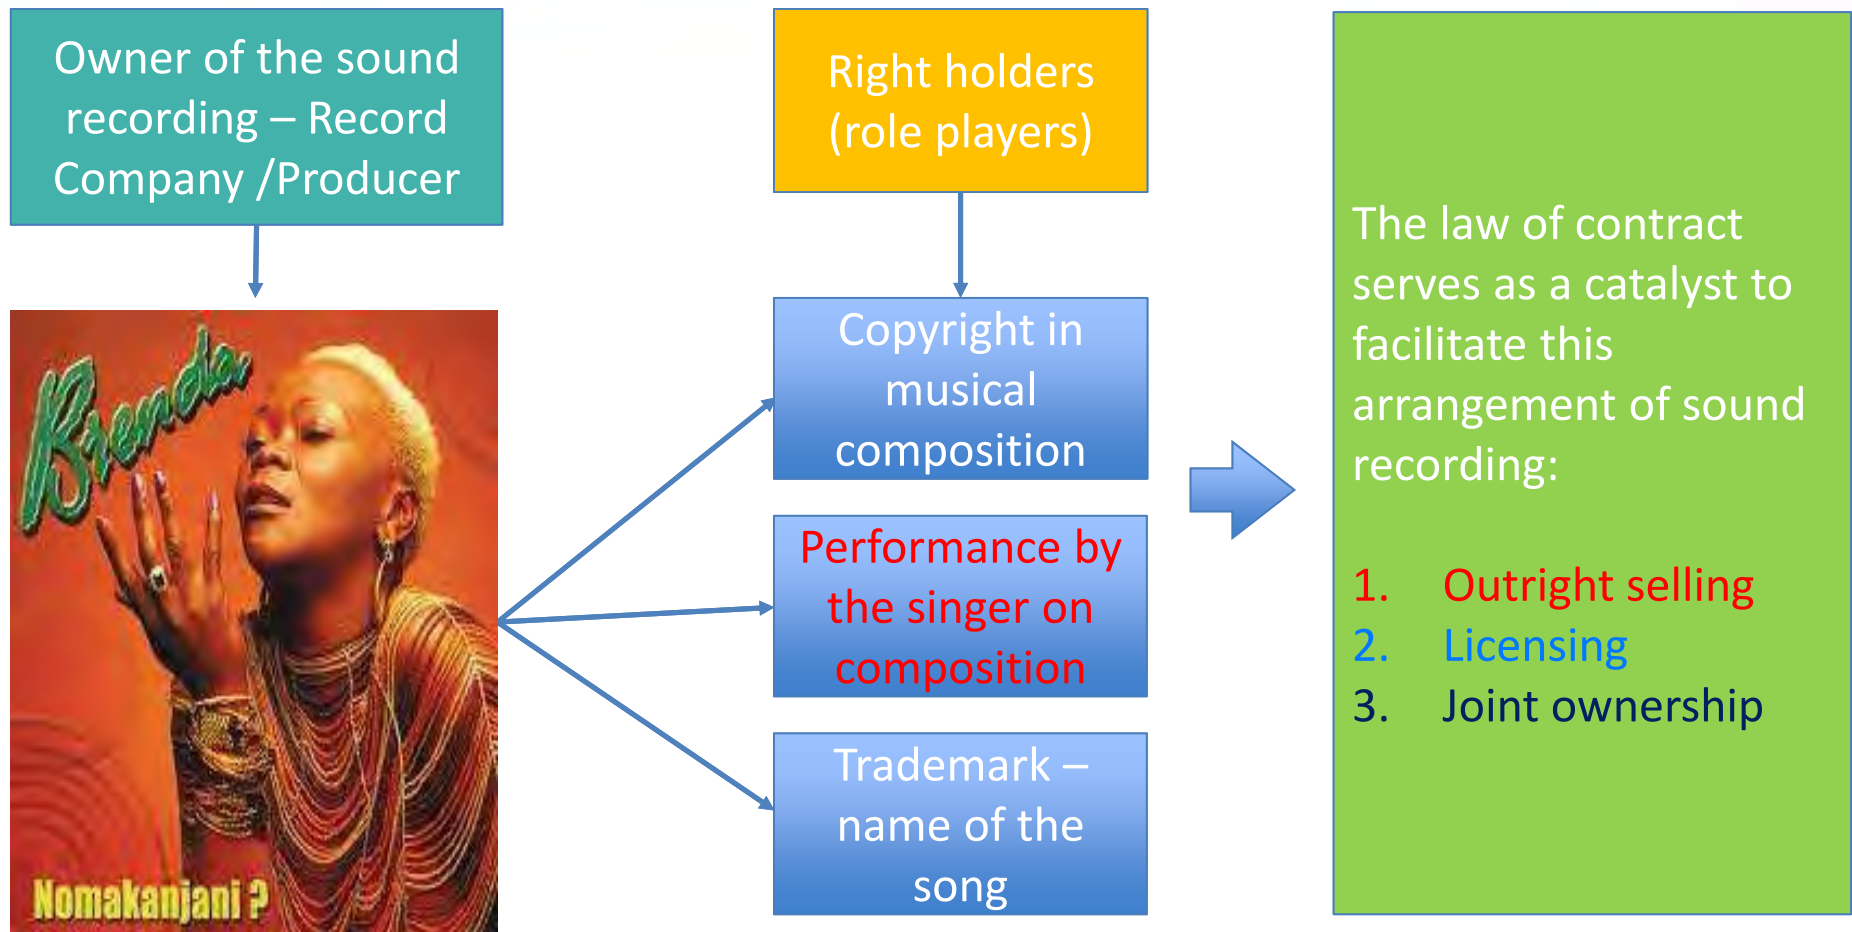 Owner of the sound
recording – Record
Company /Producer
Brenda
Nomakanjani ?
Right holders
(role players)
Copyright in
musical
composition
Performance by
the singer on
composition
Trademark –
name of the
song
The law of contract
serves as a catalyst to
facilitate this
arrangement of sound
recording:
1. Outright selling
2. Licensing
3. Joint ownership